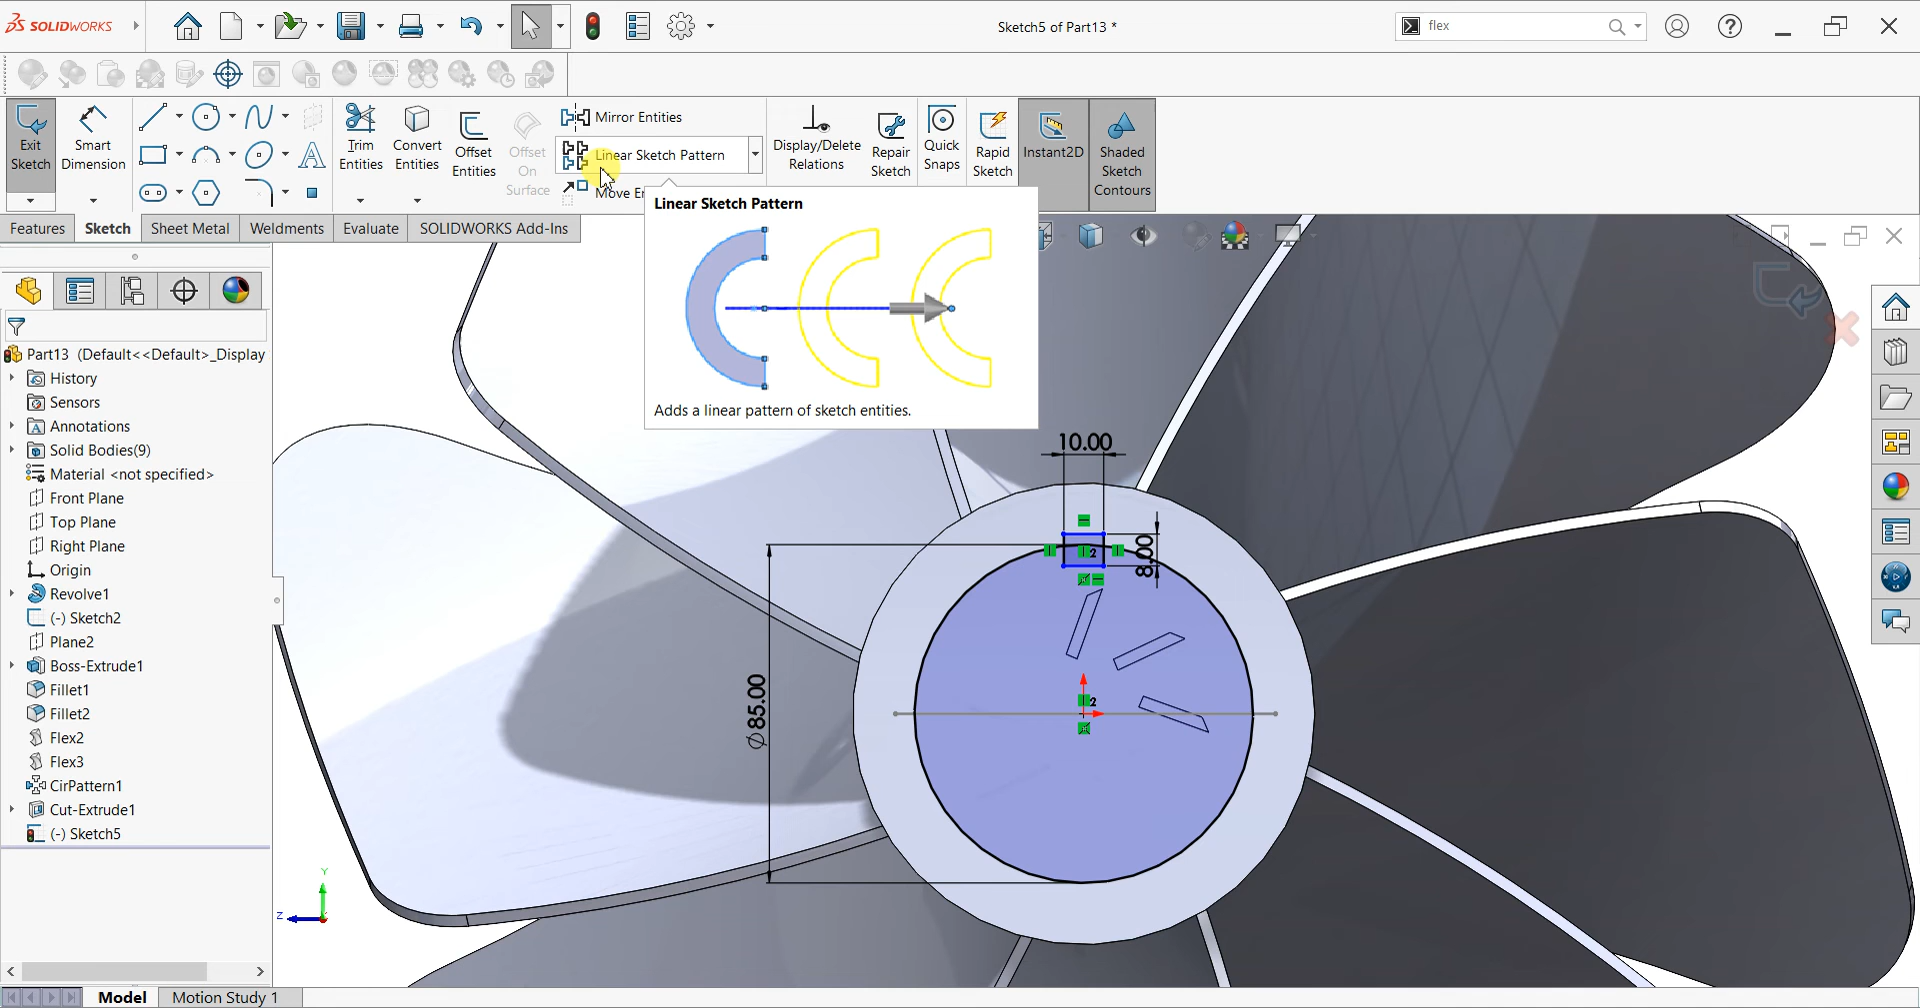 SOLIDWORKS
Sketch5 of Part13 *
flex
Exit Sketch
Smart Dimension
Trim Entities
Convert Entities
Offset Entities
Offset On Surface
Mirror Entities
Linear Sketch Pattern
Move E
Display/Delete Relations
Repair Sketch
Quick Snaps
Rapid Sketch
Instant2D
Shaded Sketch Contours
Features
Sketch
Sheet Metal
Weldments
Evaluate
SOLIDWORKS Add-Ins
Linear Sketch Pattern
Adds a linear pattern of sketch entities.
Part13 (Default<<Default>_Display
History
Sensors
Annotations
Solid Bodies(9)
Material <not specified>
Front Plane
Top Plane
Right Plane
Origin
Revolve1
(-) Sketch2
Plane2
Boss-Extrude1
Fillet1
Fillet2
Flex2
Flex3
CirPattern1
Cut-Extrude1
(-) Sketch5
10.00
8.00
2
∅85.00
2
Y
Z
Model
Motion Study 1